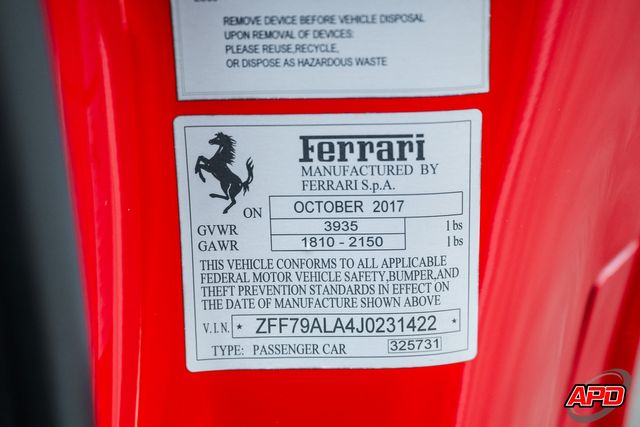 REMOVE DEVICE BEFORE VEHICLE DISPOSAL
UPON REMOVAL OF DEVICES:
PLEASE REUSE,RECYCLE,
OR DISPOSE AS HAZARDOUS WASTE
Ferrari
MANUFACTURED BY
FERRARI S.p.A.
ON OCTOBER 2017
GVWR 3935 lbs
GAWR 1810 - 2150 lbs
THIS VEHICLE CONFORMS TO ALL APPLICABLE
FEDERAL MOTOR VEHICLE SAFETY,BUMPER,AND
THEFT PREVENTION STANDARDS IN EFFECT ON
THE DATE OF MANUFACTURE SHOWN ABOVE
V.I.N. * ZFF79ALA4J0231422 *
TYPE: PASSENGER CAR 325731
APD